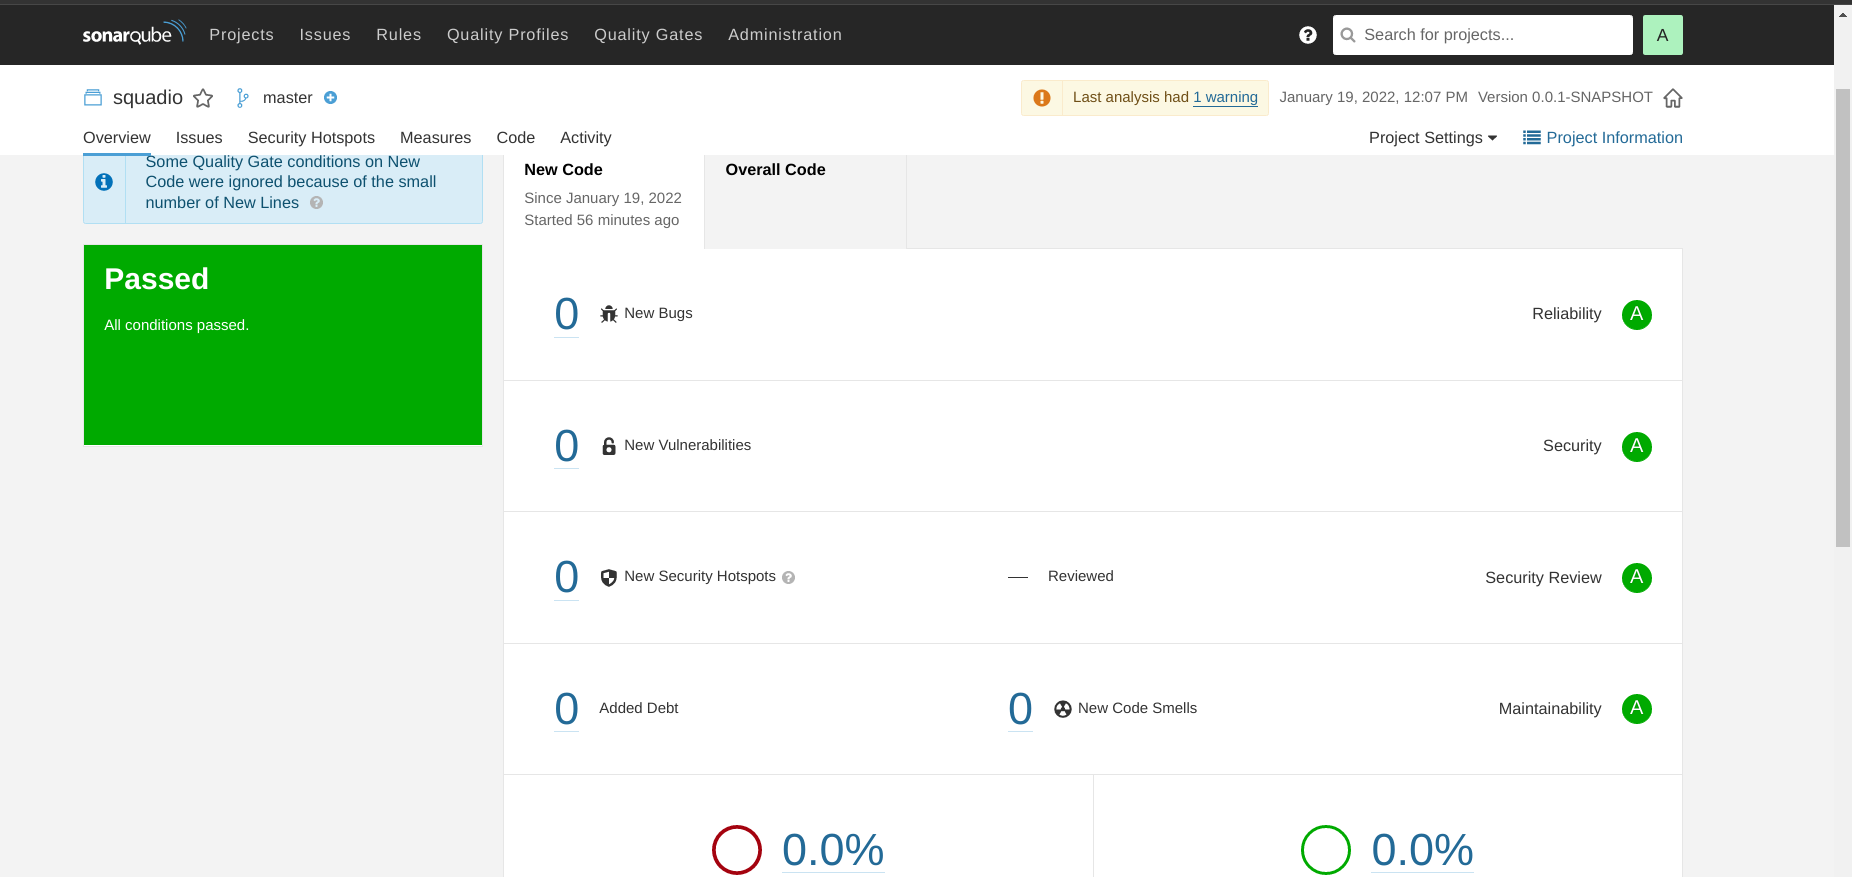 sonarqube Projects Issues Rules Quality Profiles Quality Gates Administration ? Search for projects... A
squadio master Last analysis had 1 warning January 19, 2022, 12:07 PM Version 0.0.1-SNAPSHOT
Overview Issues Security Hotspots Measures Code Activity Project Settings Project Information
Some Quality Gate conditions on New
Code were ignored because of the small
number of New Lines ?
Passed
All conditions passed.
New Code Overall Code
Since January 19, 2022
Started 56 minutes ago
0 New Bugs Reliability A
0 New Vulnerabilities Security A
0 New Security Hotspots ? — Reviewed Security Review A
0 Added Debt 0 New Code Smells Maintainability A
0.0% 0.0%